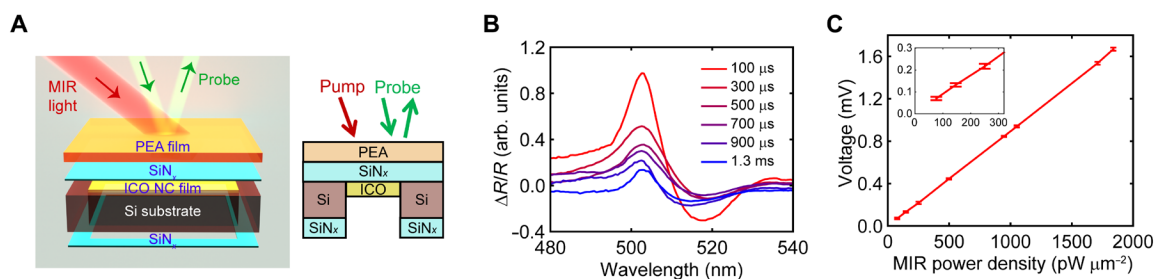 A
MIR
light
Probe
PEA film
SiNx
ICO NC film
Si substrate
SiNx
Pump Probe
PEA
SiNx
Si ICO Si
SiNx SiNx
B
ΔR/R (arb. units)
1.2
0.8
0.4
0.0
−0.4
480 500 520 540
Wavelength (nm)
100 μs
300 μs
500 μs
700 μs
900 μs
1.3 ms
C
Voltage (mV)
1.6
1.2
0.8
0.4
0
0 500 1000 1500 2000
MIR power density (pW μm⁻²)
0.3
0.2
0.1
0.0
0 100 200 300